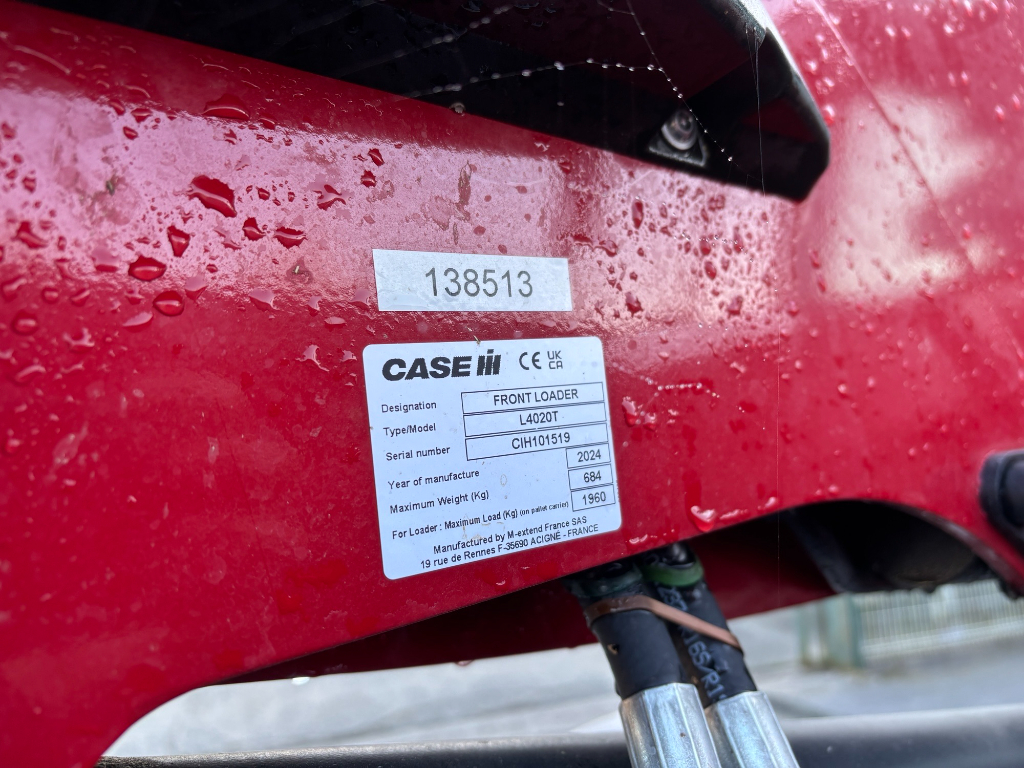 138513
CASE IH CE UK CA
Designation FRONT LOADER
Type/Model L4020T
Serial number CIH101519
Year of manufacture 2024
Maximum Weight (Kg) 684
For Loader : Maximum Load (Kg) (on pallet carrier) 1960
Manufactured by M-extend France SAS
19 rue de Rennes F-35690 ACIGNÉ - FRANCE